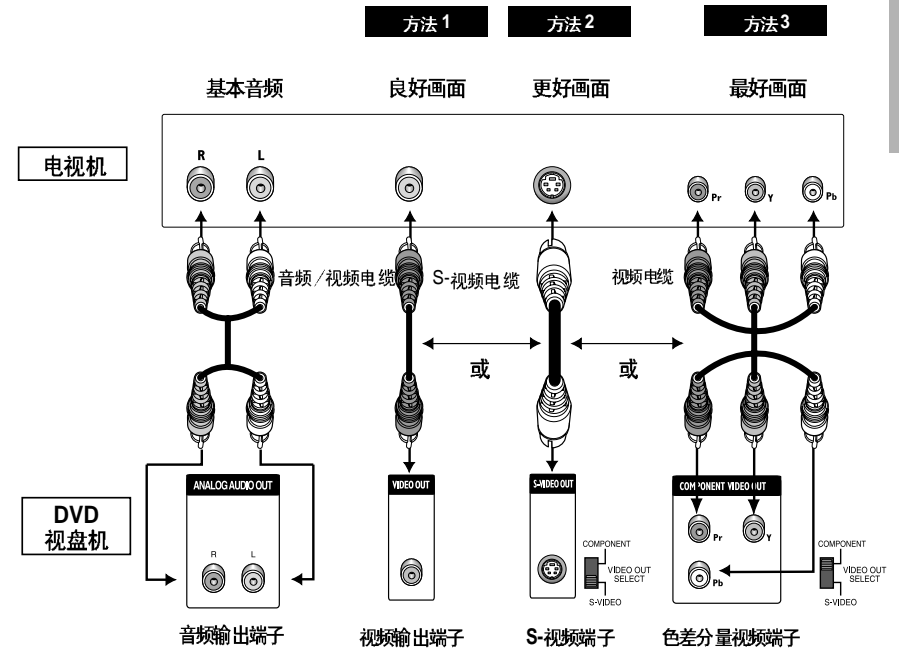 方法 1
方法 2
方法 3
基本音频
良好画面
更好画面
最好画面
电视机
R
L
Pr
Y
Pb
音频/视频电缆
S-视频电缆
视频电缆
或
或
DVD
视盘机
ANALOG AUDIO OUT
R
L
VIDEO OUT
S-VIDEO OUT
COMPONENT
VIDEO OUT
SELECT
S-VIDEO
COMPONENT VIDEO OUT
Pr
Y
Pb
COMPONENT
VIDEO OUT
SELECT
S-VIDEO
音频输出端子
视频输出端子
S-视频端子
色差分量视频端子